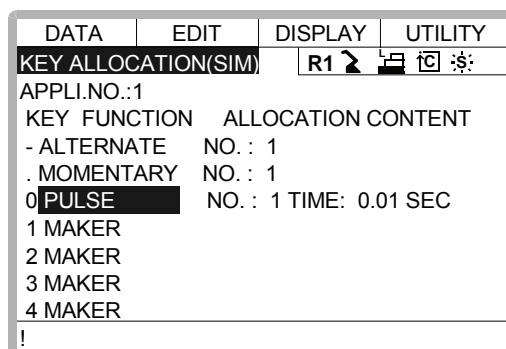 DATA EDIT DISPLAY UTILITY
KEY ALLOCATION(SIM) R1 C S
APPLI.NO.:1
KEY FUNCTION ALLOCATION CONTENT
- ALTERNATE NO. : 1
. MOMENTARY NO. : 1
0 PULSE NO. : 1 TIME: 0.01 SEC
1 MAKER
2 MAKER
3 MAKER
4 MAKER
!